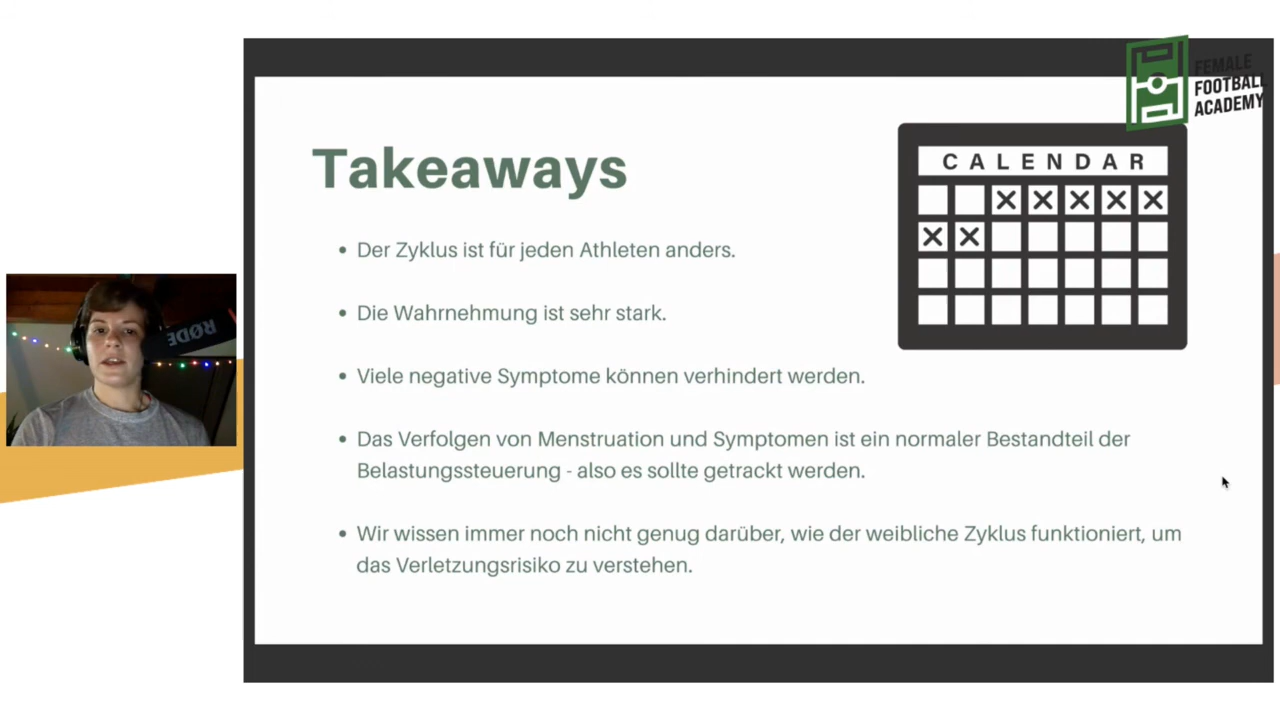 FEMALE
FOOTBALL
ACADEMY
CALENDAR
Takeaways
Der Zyklus ist für jeden Athleten anders.
Die Wahrnehmung ist sehr stark.
Viele negative Symptome können verhindert werden.
Das Verfolgen von Menstruation und Symptomen ist ein normaler Bestandteil der
Belastungssteuerung - also es sollte getrackt werden.
Wir wissen immer noch nicht genug darüber, wie der weibliche Zyklus funktioniert, um
das Verletzungsrisiko zu verstehen.
RØDE